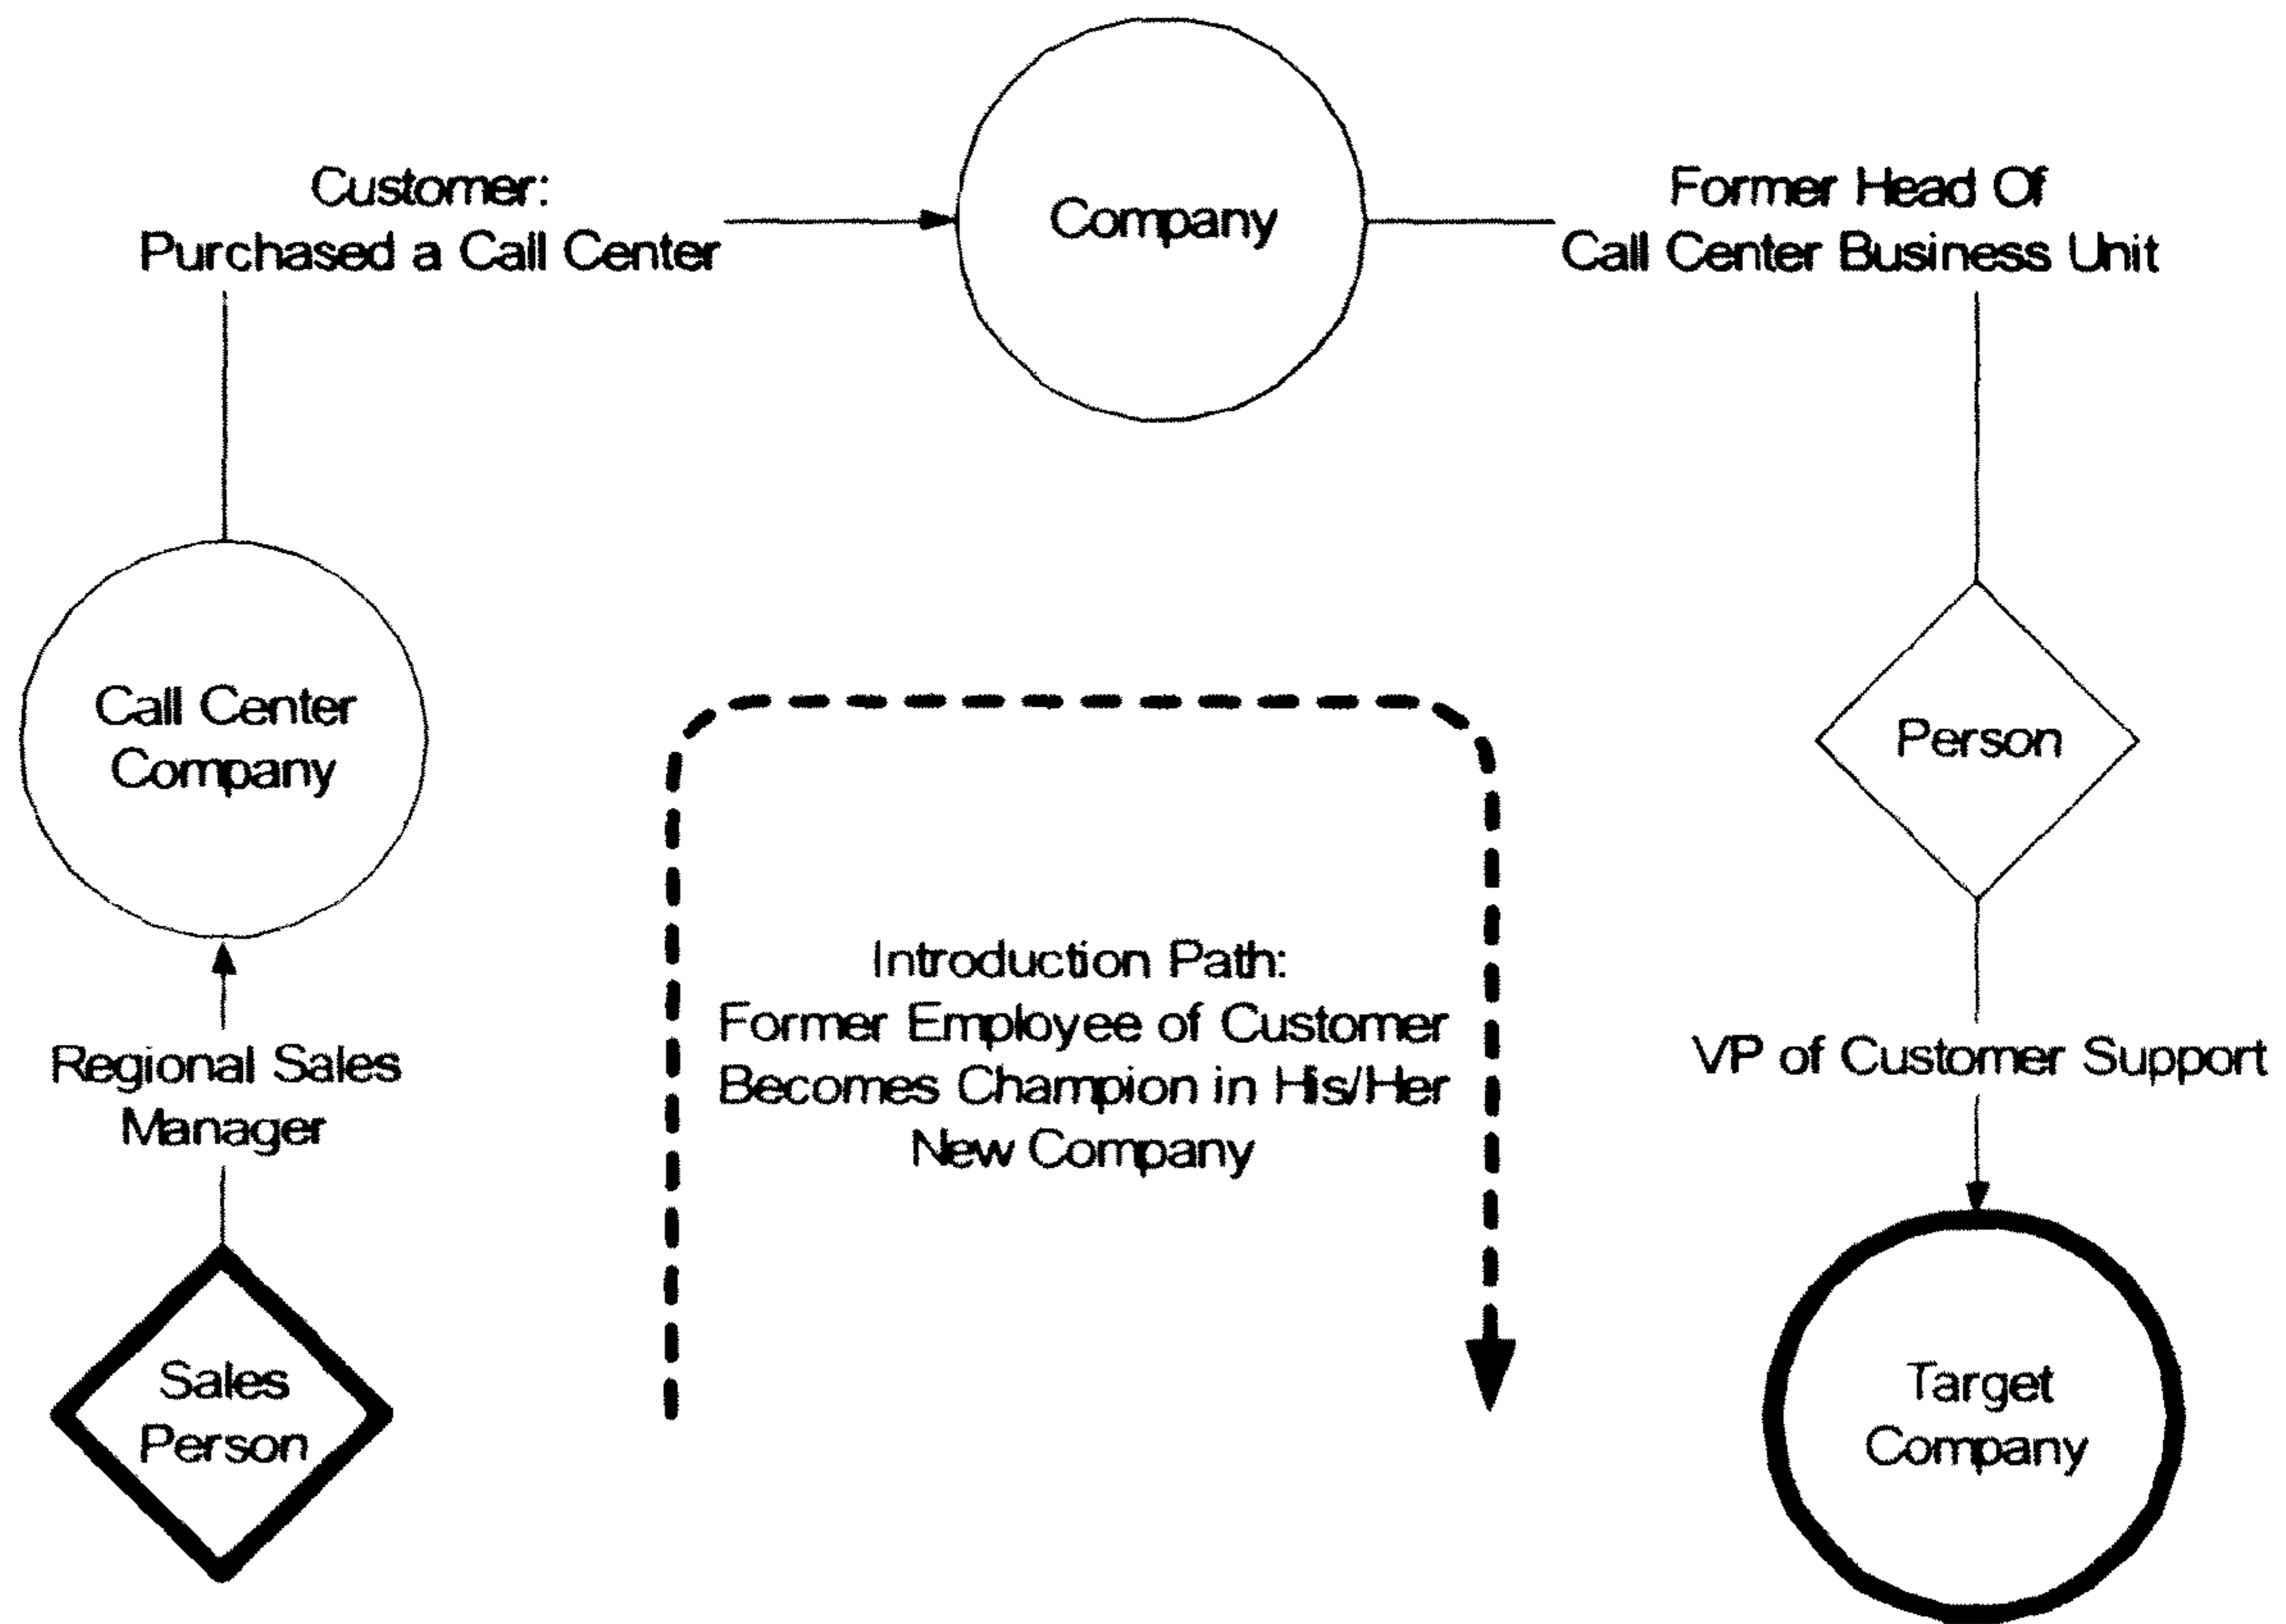 Customer:
Purchased a Call Center
Company
Former Head Of
Call Center Business Unit
Call Center
Company
Person
Introduction Path:
Former Employee of Customer
Becomes Champion in His/Her
New Company
Regional Sales
Manager
VP of Customer Support
Sales
Person
Target
Company